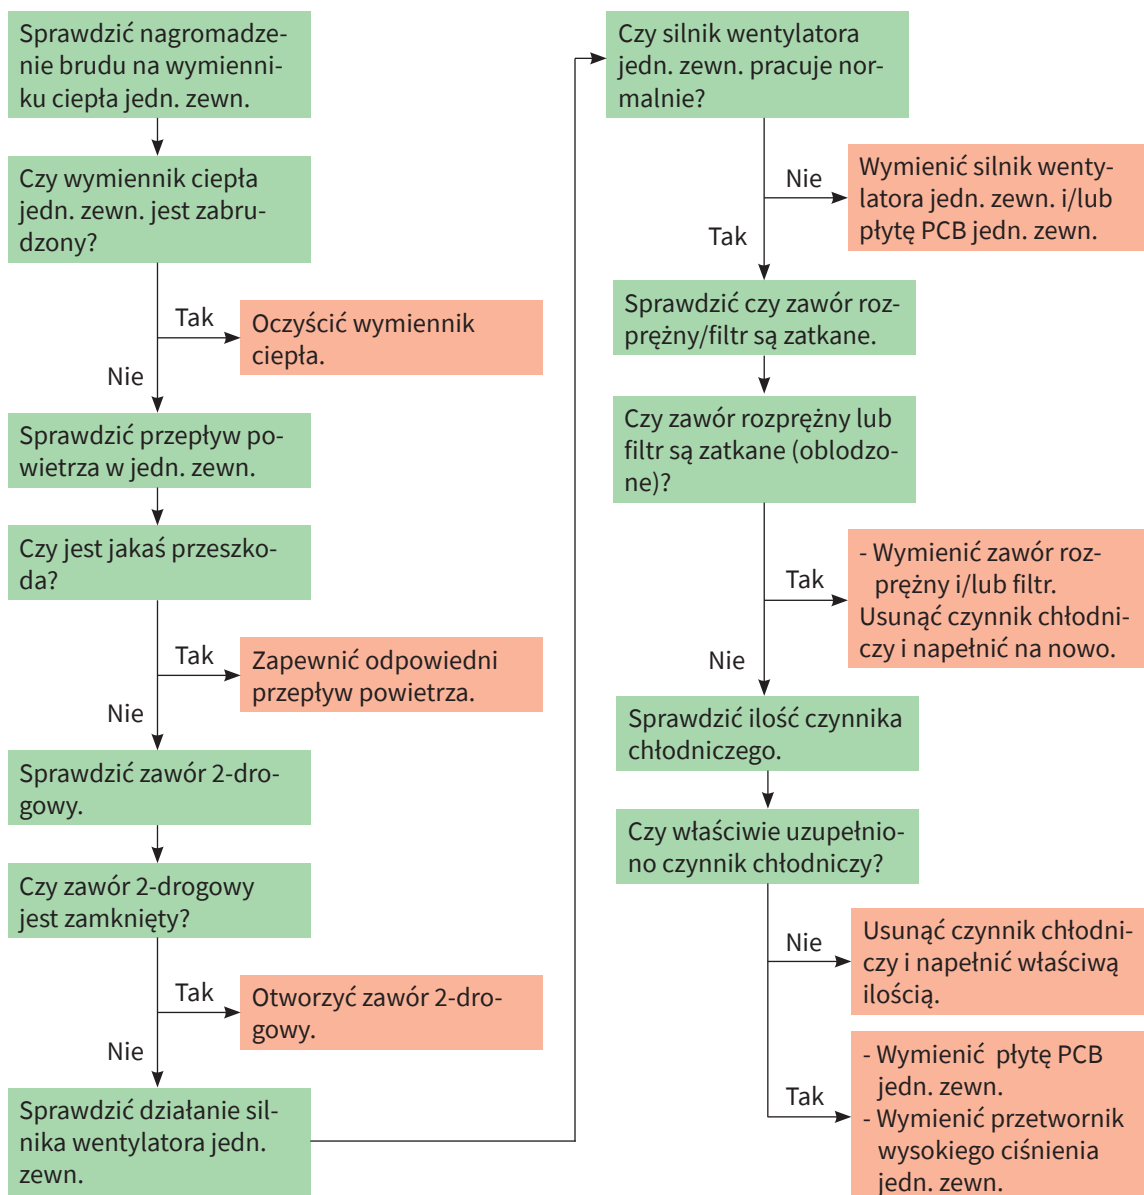 Sprawdzić nagromadze-
nie brudu na wymienni-
ku ciepła jedn. zewn.
Czy wymiennik ciepła
jedn. zewn. jest zabru-
dzony?
Tak
Oczyścić wymiennik
ciepła.
Nie
Sprawdzić przepływ po-
wietrza w jedn. zewn.
Czy jest jakaś przeszko-
da?
Tak
Zapewnić odpowiedni
przepływ powietrza.
Nie
Sprawdzić zawór 2-dro-
gowy.
Czy zawór 2-drogowy
jest zamknięty?
Tak
Otworzyć zawór 2-dro-
gowy.
Nie
Sprawdzić działanie sil-
nika wentylatora jedn.
zewn.
Czy silnik wentylatora
jedn. zewn. pracuje nor-
malnie?
Nie
Wymienić silnik wenty-
latora jedn. zewn. i/lub
płytę PCB jedn. zewn.
Tak
Sprawdzić czy zawór roz-
prężny/filtr są zatkane.
Czy zawór rozprężny lub
filtr są zatkane (oblodzo-
ne)?
Tak
- Wymienić zawór roz-
prężny i/lub filtr.
Usunąć czynnik chłodni-
czy i napełnić na nowo.
Nie
Sprawdzić ilość czynnika
chłodniczego.
Czy właściwie uzupełnio-
no czynnik chłodniczy?
Nie
Usunąć czynnik chłodni-
czy i napełnić właściwą
ilością.
Tak
- Wymienić płytę PCB
jedn. zewn.
- Wymienić przetwornik
wysokiego ciśnienia
jedn. zewn.